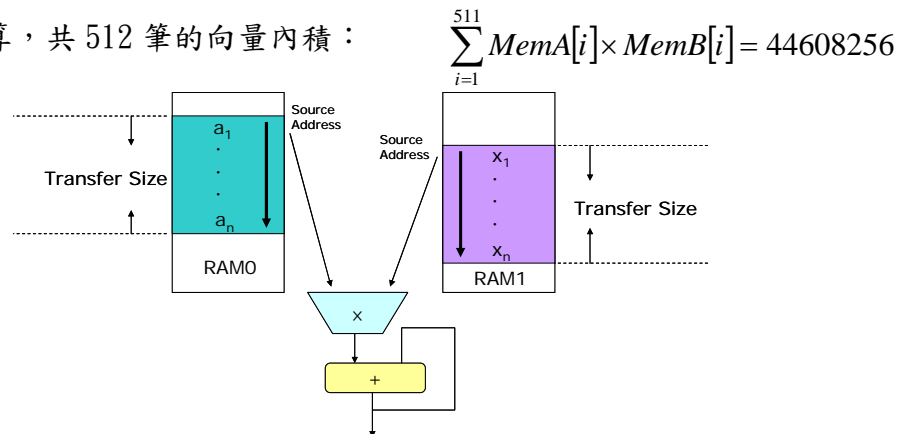 算，共 512 筆的向量內積：
511
∑ MemA[i]× MemB[i]= 44608256
i=1
Source
Address
Source
Address
a1
.
.
.
an
Transfer Size
RAM0
x1
.
.
.
xn
Transfer Size
RAM1
×
+